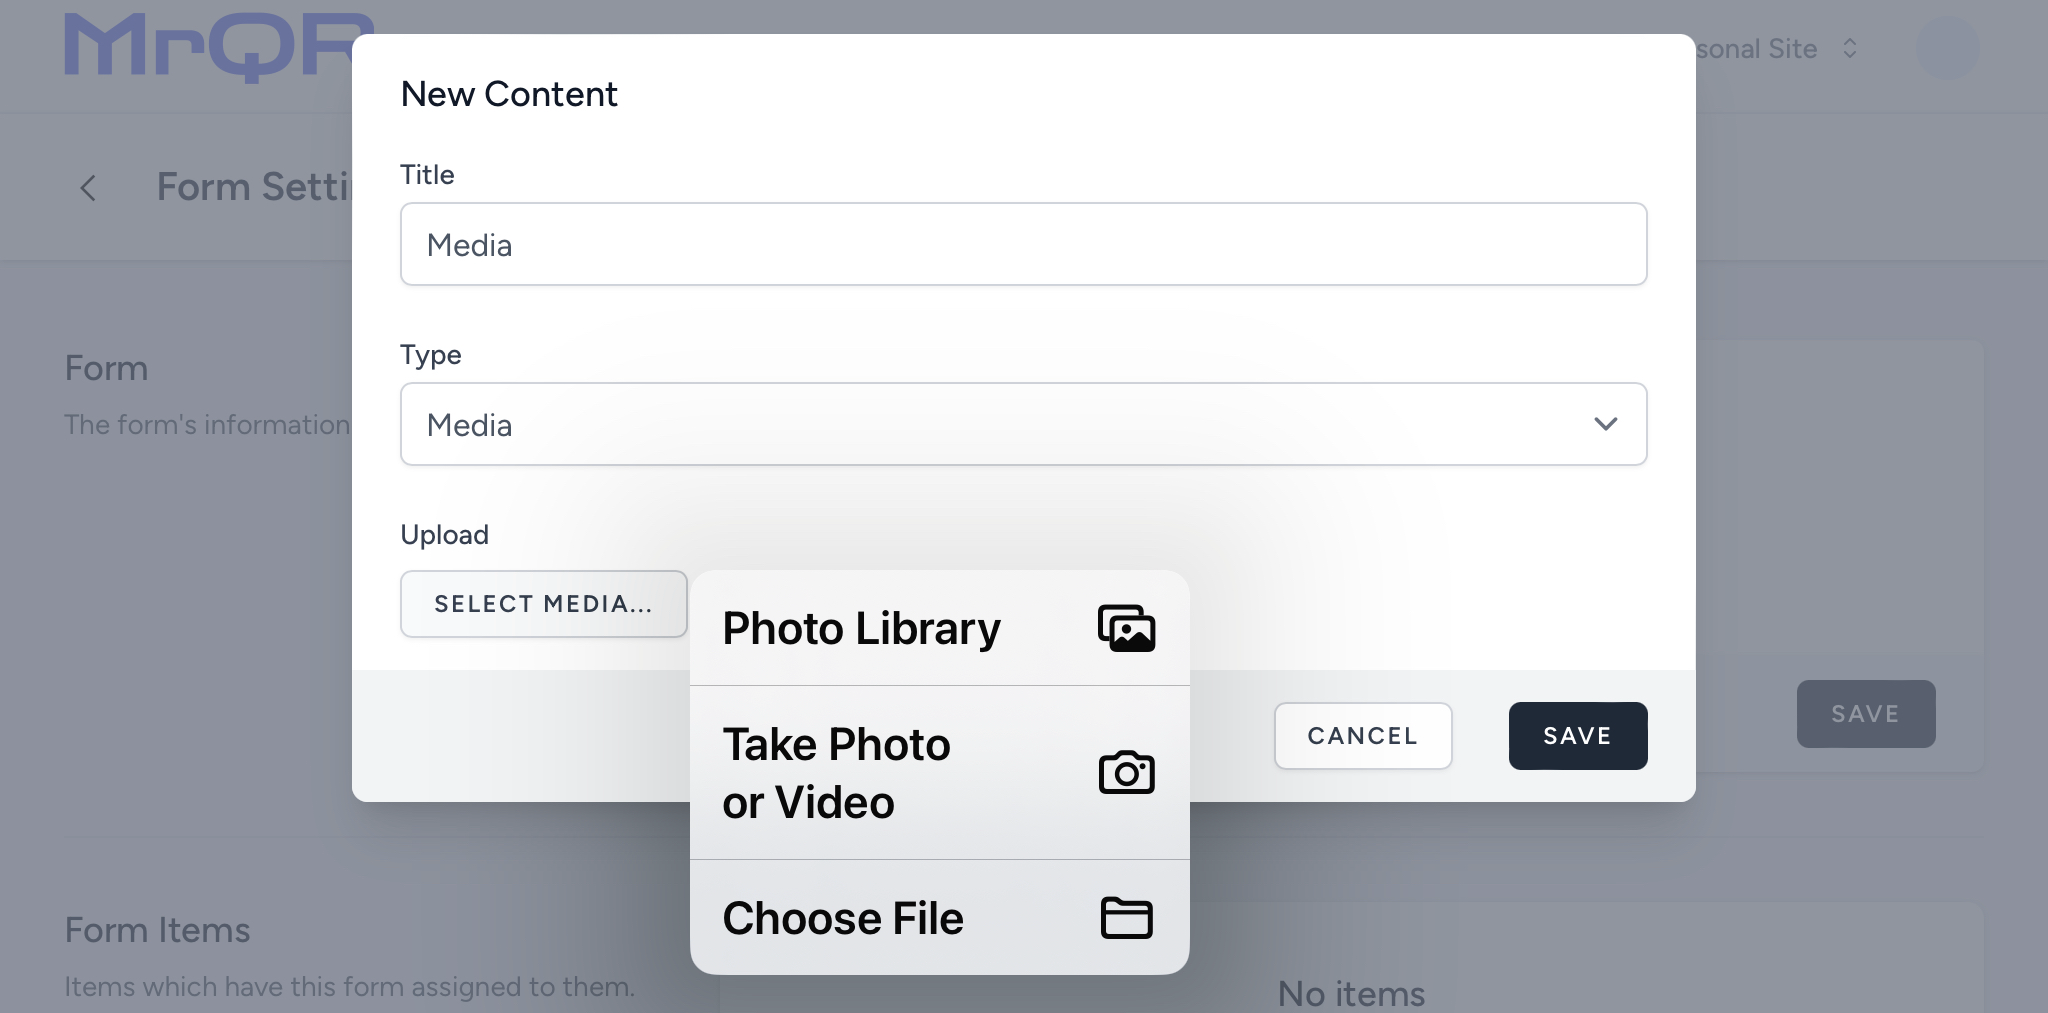 MrQR
sonal Site
New Content
Form Setti
Title
Media
Type
Media
Form
The form's information
Upload
SELECT MEDIA...
Photo Library
Take Photo
or Video
Choose File
CANCEL
SAVE
SAVE
Form Items
Items which have this form assigned to them.
No items